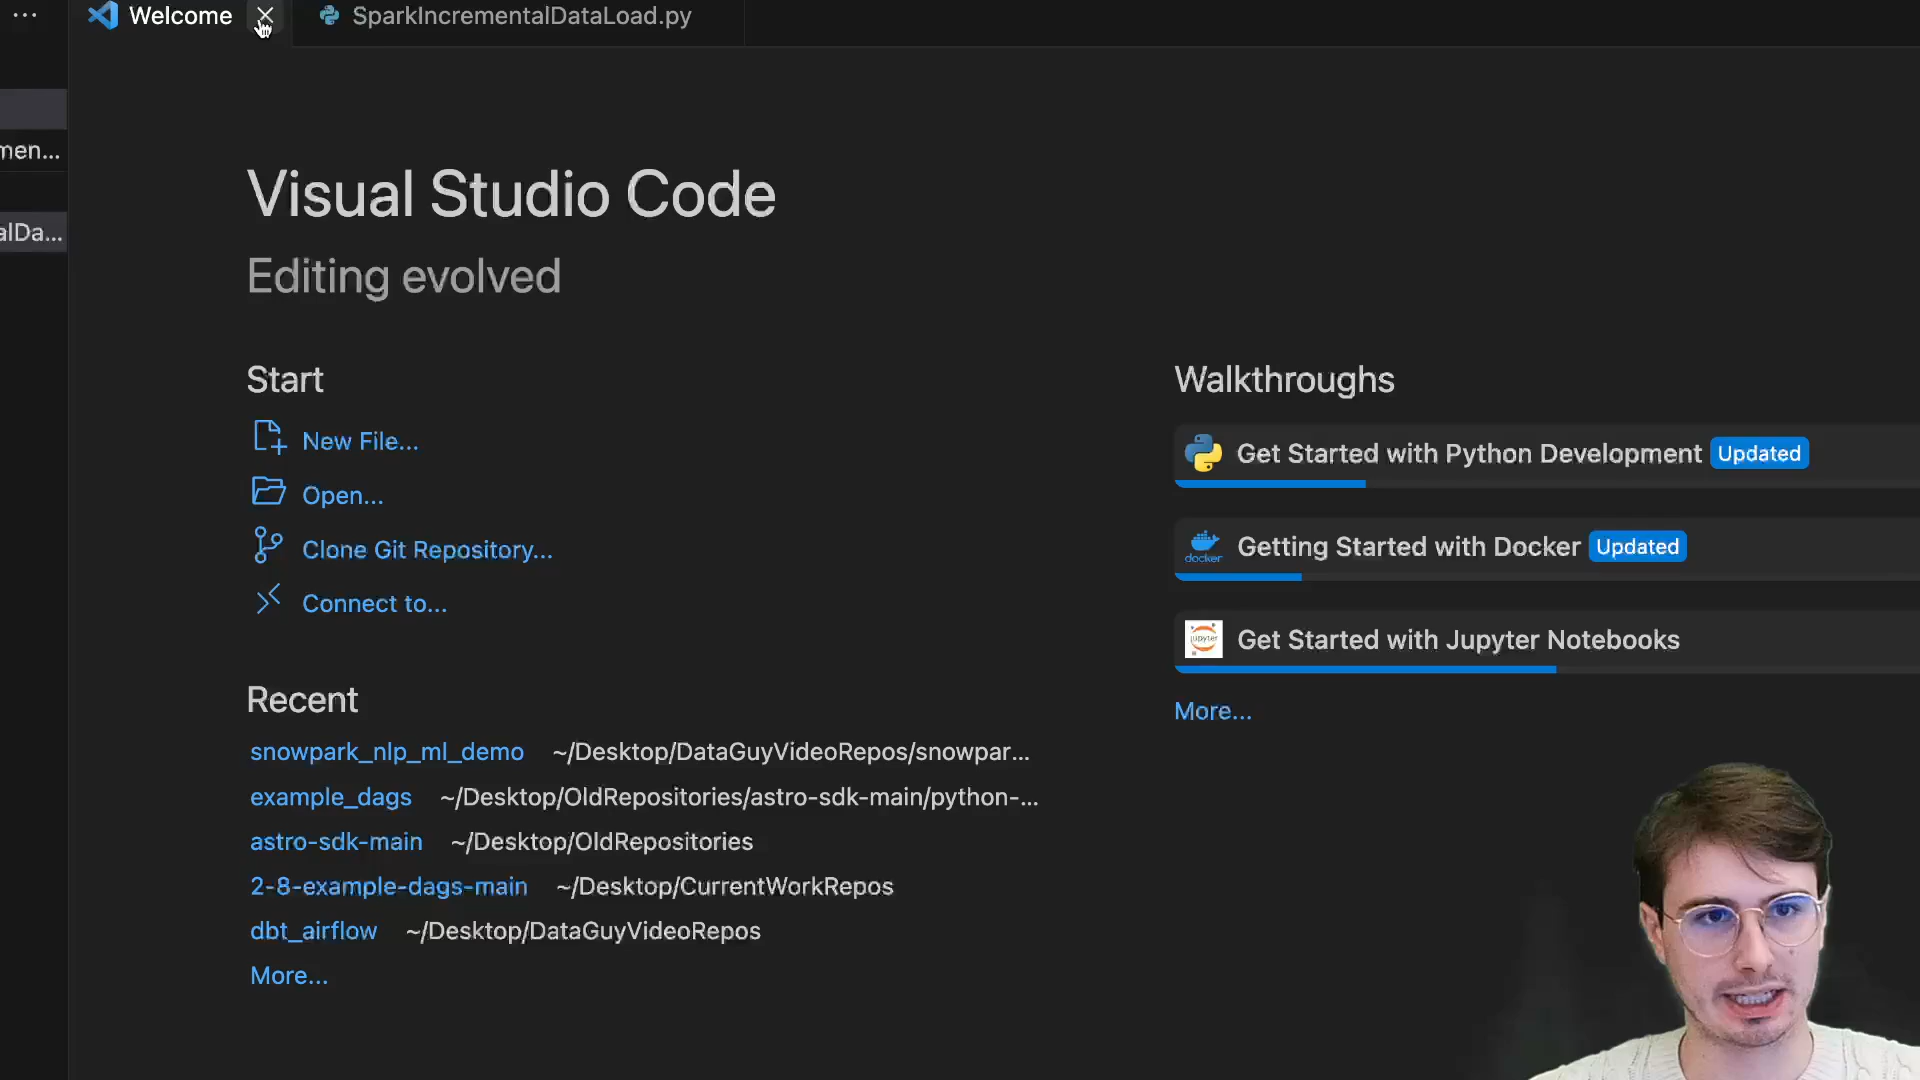 Welcome
SparkIncrementalDataLoad.py
men...
alDa...
Visual Studio Code
Editing evolved
Start
New File...
Open...
Clone Git Repository...
Connect to...
Recent
snowpark_nlp_ml_demo ~/Desktop/DataGuyVideoRepos/snowpar...
example_dags ~/Desktop/OldRepositories/astro-sdk-main/python-...
astro-sdk-main ~/Desktop/OldRepositories
2-8-example-dags-main ~/Desktop/CurrentWorkRepos
dbt_airflow ~/Desktop/DataGuyVideoRepos
More...
Walkthroughs
Get Started with Python Development Updated
docker
Getting Started with Docker Updated
jupyter
Get Started with Jupyter Notebooks
More...